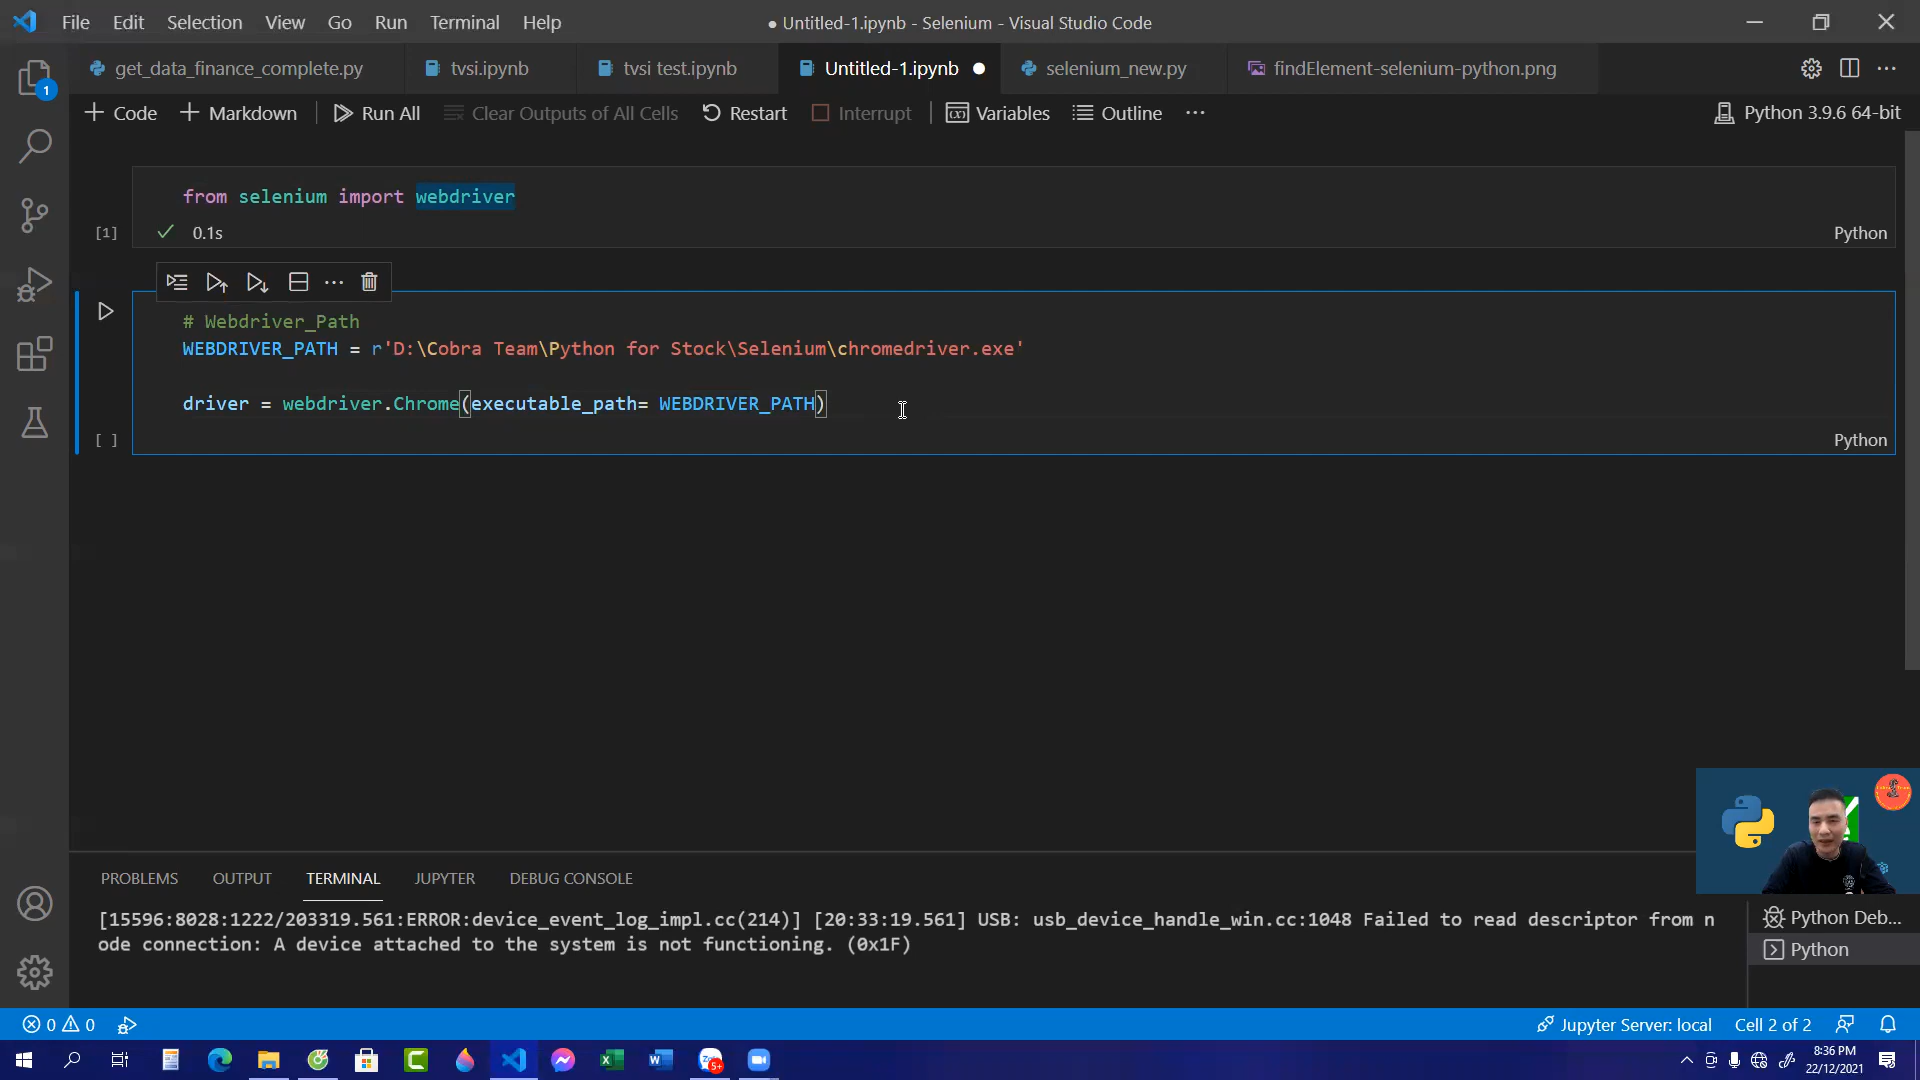 File Edit Selection View Go Run Terminal Help
● Untitled-1.ipynb - Selenium - Visual Studio Code
get_data_finance_complete.py tvsi.ipynb tvsi test.ipynb Untitled-1.ipynb selenium_new.py findElement-selenium-python.png
1
Code Markdown Run All Clear Outputs of All Cells Restart Interrupt Variables Outline ··· Python 3.9.6 64-bit
from selenium import webdriver
[1] 0.1s Python
# Webdriver_Path
WEBDRIVER_PATH = r'D:\Cobra Team\Python for Stock\Selenium\chromedriver.exe'
driver = webdriver.Chrome(executable_path= WEBDRIVER_PATH)
[ ] Python
PROBLEMS OUTPUT TERMINAL JUPYTER DEBUG CONSOLE
[15596:8028:1222/203319.561:ERROR:device_event_log_impl.cc(214)] [20:33:19.561] USB: usb_device_handle_win.cc:1048 Failed to read descriptor from n
ode connection: A device attached to the system is not functioning. (0x1F)
Python Deb...
Python
0 0 Jupyter Server: local Cell 2 of 2
8:36 PM
22/12/2021
5+